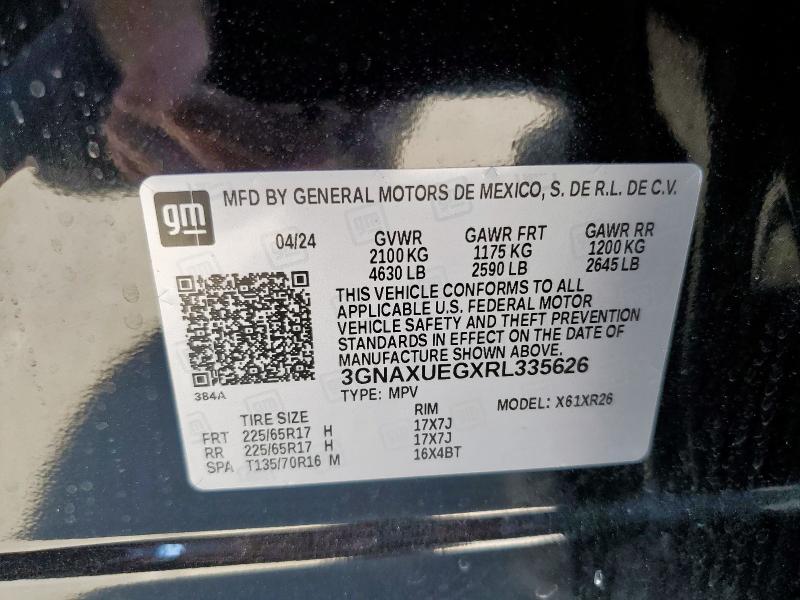 gm
MFD BY GENERAL MOTORS DE MEXICO, S. DE R.L. DE C.V.
04/24 GVWR GAWR FRT GAWR RR
2100 KG 1175 KG 1200 KG
4630 LB 2590 LB 2645 LB
THIS VEHICLE CONFORMS TO ALL
APPLICABLE U.S. FEDERAL MOTOR
VEHICLE SAFETY AND THEFT PREVENTION
STANDARDS IN EFFECT ON THE DATE OF
MANUFACTURE SHOWN ABOVE.
3GNAXUEGXRL335626
384A
TYPE: MPV MODEL: X61XR26
TIRE SIZE RIM
FRT 225/65R17 H 17X7J
RR 225/65R17 H 17X7J
SPA T135/70R16 M 16X4BT